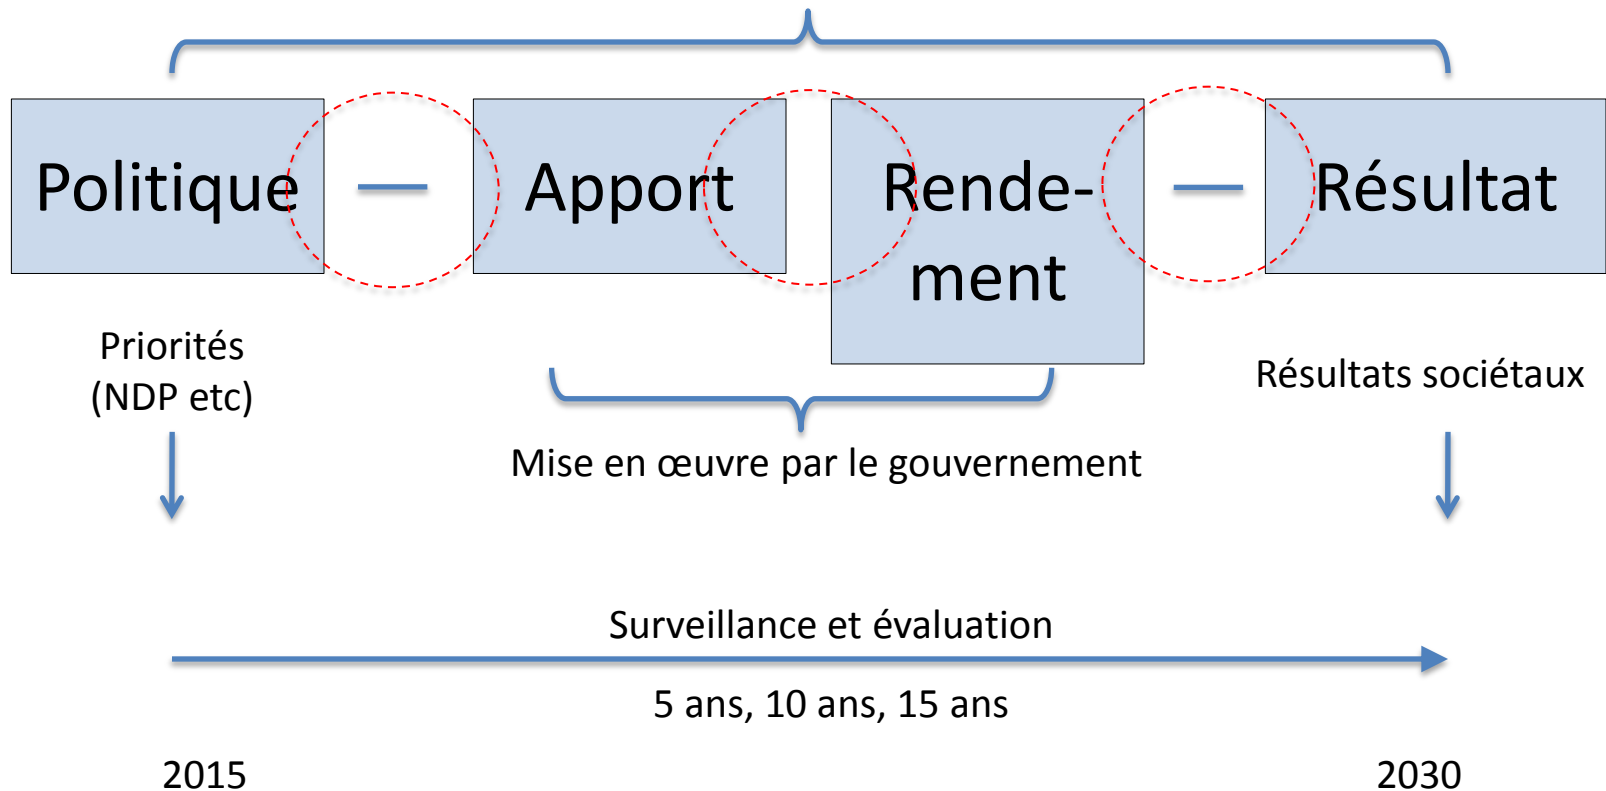 Politique
Apport
Rende-
ment
Résultat
Priorités
(NDP etc)
Résultats sociétaux
Mise en œuvre par le gouvernement
Surveillance et évaluation
5 ans, 10 ans, 15 ans
2015
2030